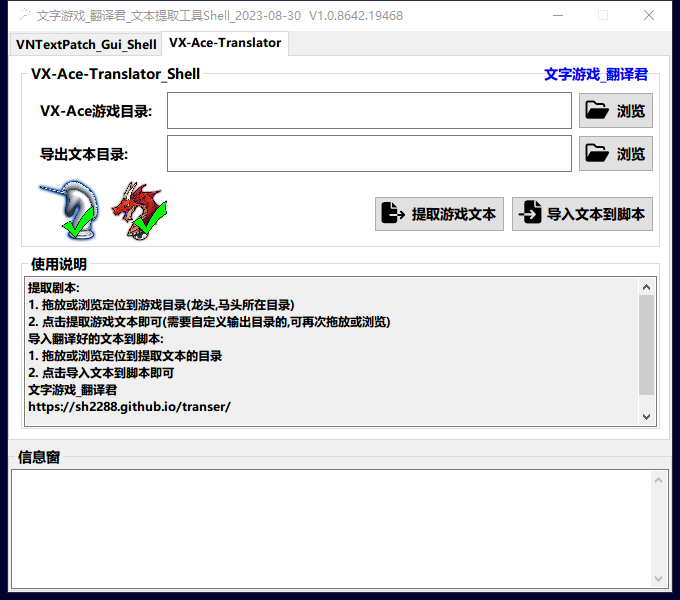 文字游戏_翻译君_文本提取工具Shell_2023-08-30 V1.0.8642.19468
VNTextPatch_Gui_Shell VX-Ace-Translator
VX-Ace-Translator_Shell 文字游戏_翻译君
VX-Ace游戏目录: 浏览
导出文本目录: 浏览
提取游戏文本 导入文本到脚本
使用说明
提取剧本:
1. 拖放或浏览定位到游戏目录(龙头,马头所在目录)
2. 点击提取游戏文本即可(需要自定义输出目录的,可再次拖放或浏览)
导入翻译好的文本到脚本:
1. 拖放或浏览定位到提取文本的目录
2. 点击导入文本到脚本即可
文字游戏_翻译君
https://sh2288.github.io/transer/
信息窗